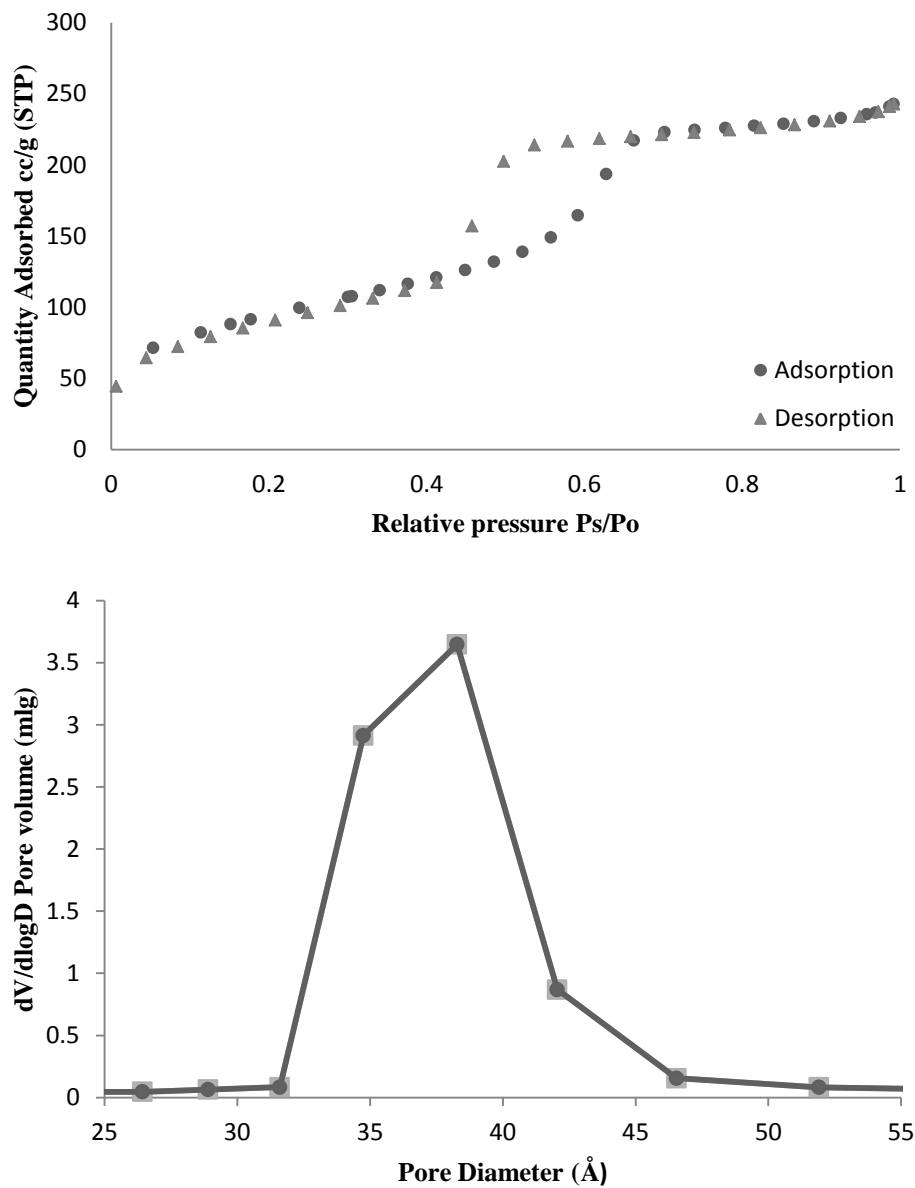 Quantity Adsorbed cc/g (STP)
300
250
200
150
100
50
0
Adsorption
Desorption
0 0.2 0.4 0.6 0.8 1
Relative pressure Ps/Po
dV/dlogD Pore volume (mlg)
4
3.5
3
2.5
2
1.5
1
0.5
0
25 30 35 40 45 50 55
Pore Diameter (Å)